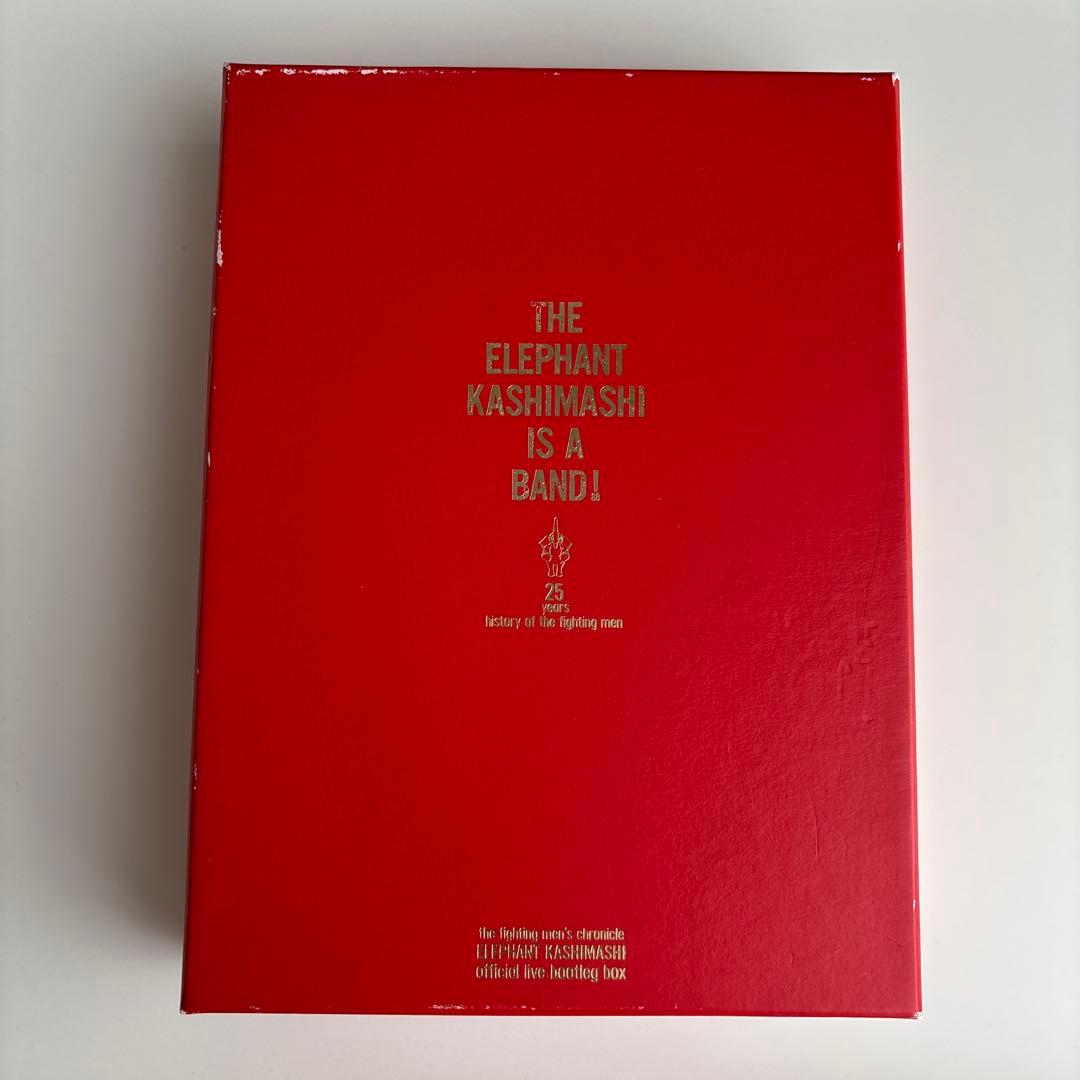 THE
ELEPHANT
KASHIMASHI
IS A
BAND!
25
years
history of the fighting men
the fighting men's chronicle
ELEPHANT KASHIMASHI
official live bootleg box